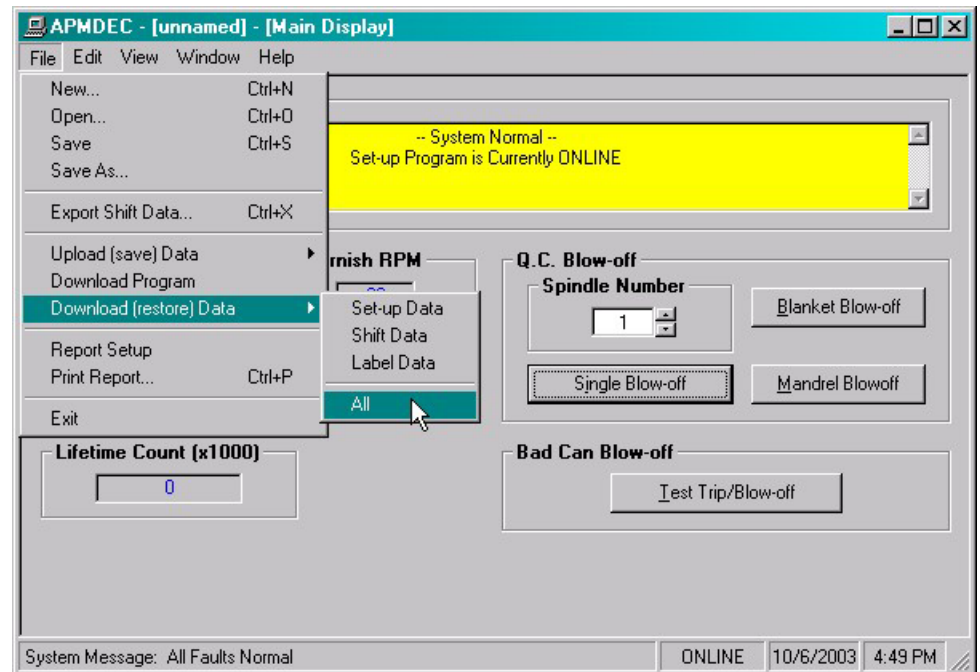 APMDEC - [unnamed] - [Main Display]
File Edit View Window Help
New... Ctrl+N
Open... Ctrl+O
Save Ctrl+S
Save As...
Export Shift Data... Ctrl+X
Upload (save) Data
Download Program
Download (restore) Data
Report Setup
Print Report... Ctrl+P
Exit
Set-up Data
Shift Data
Label Data
All
-- System Normal --
Set-up Program is Currently ONLINE
RPM
Q.C. Blow-off
Spindle Number
1
Blanket Blow-off
Single Blow-off
Mandrel Blowoff
Lifetime Count (x1000)
0
Bad Can Blow-off
Test Trip/Blow-off
System Message: All Faults Normal ONLINE 10/6/2003 4:49 PM